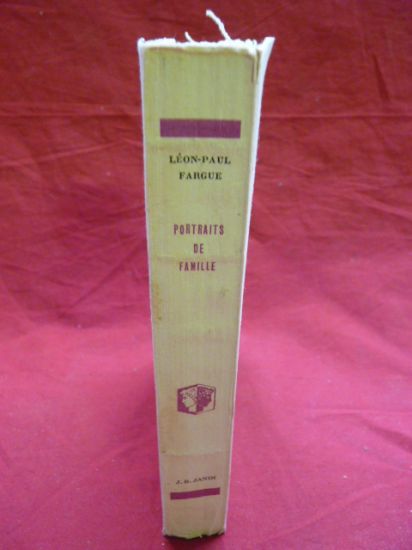 LÉON-PAUL
FARGUE
PORTRAITS
DE
FAMILLE
J. B. JANIN